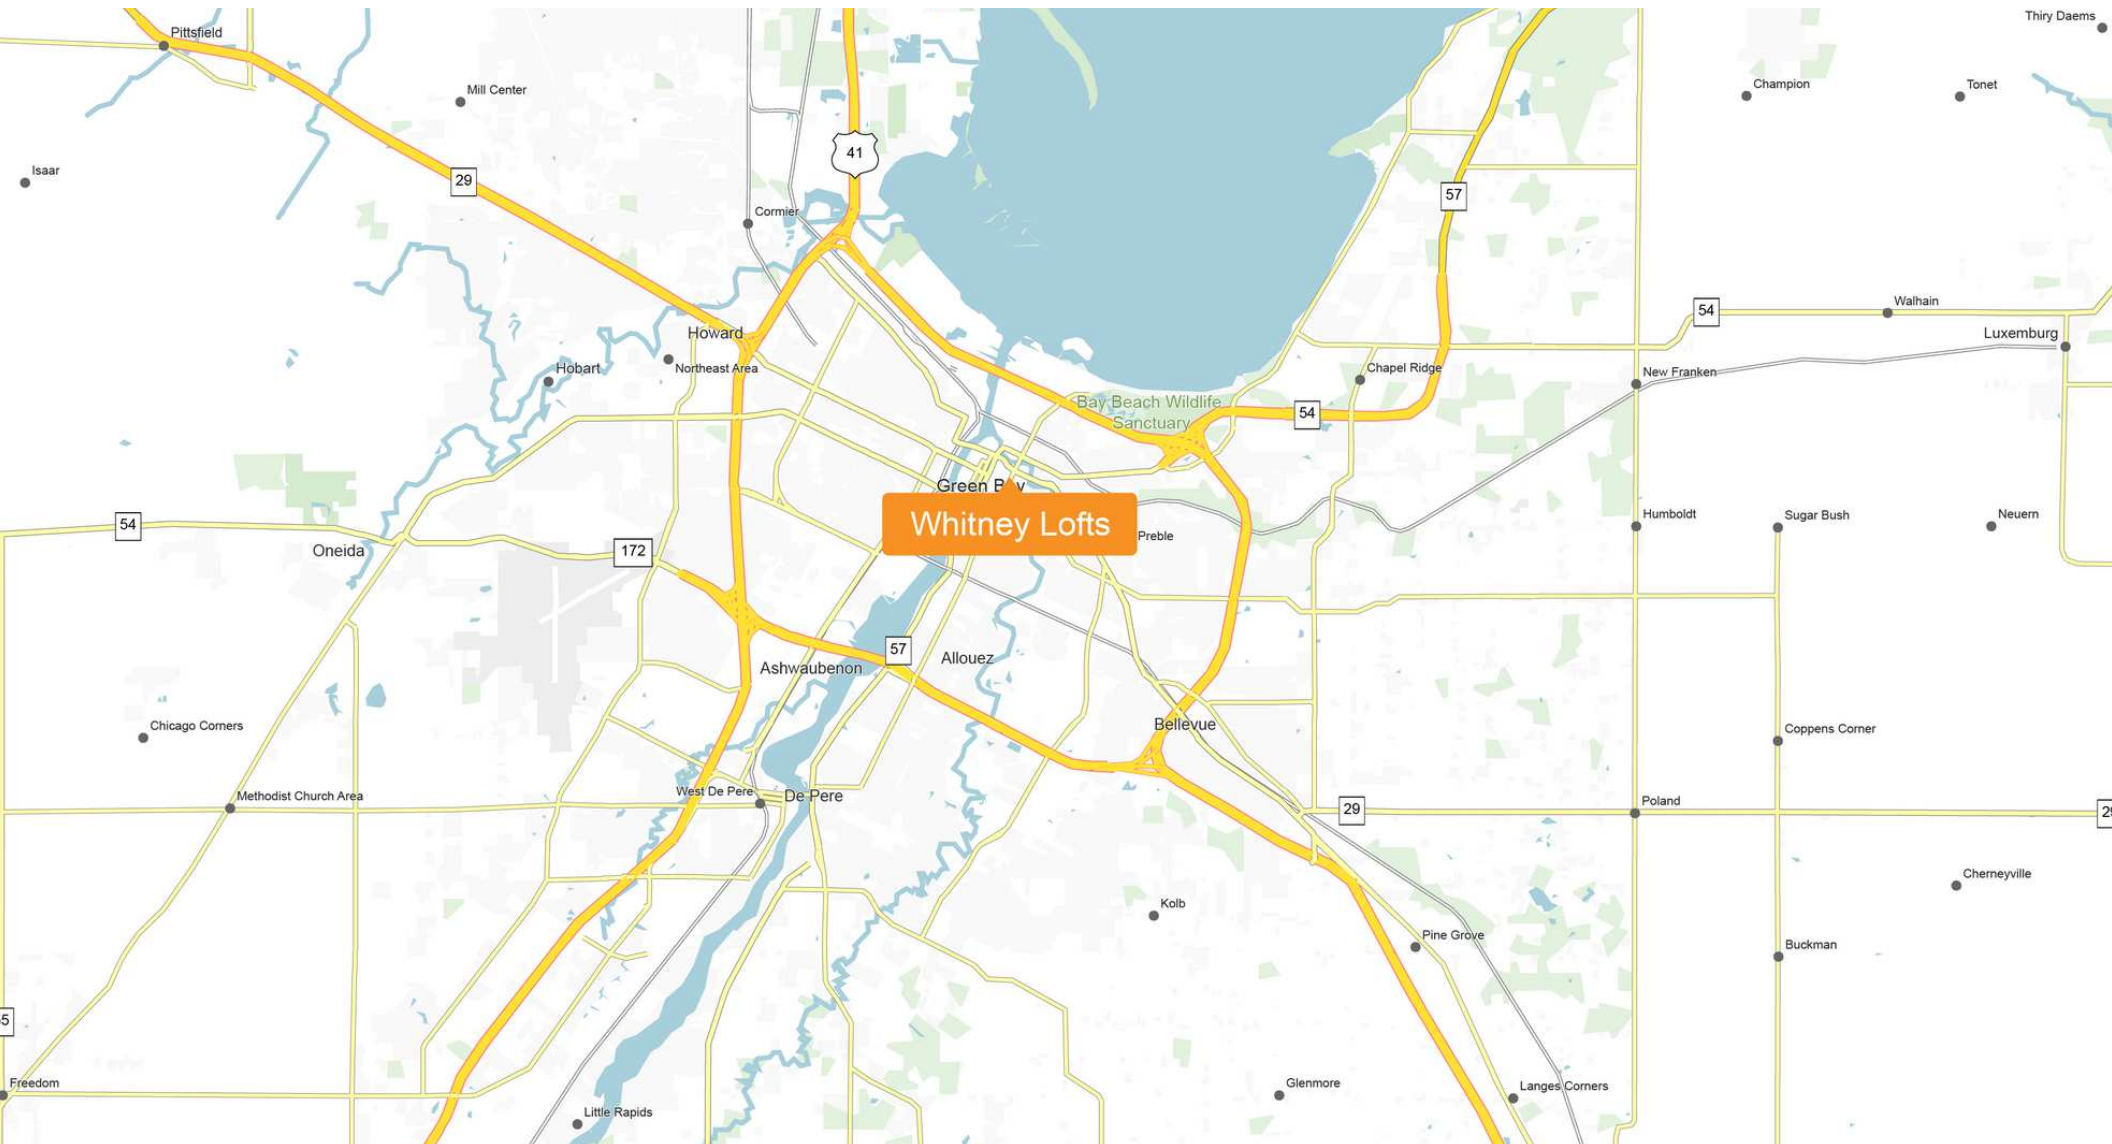 Thiry Daems
Pittsfield
Mill Center
Champion
Tonet
41
Isaar
29
57
Cormier
54
Walhain
Howard
Luxemburg
Northeast Area
Hobart
Chapel Ridge
New Franken
Bay Beach Wildlife
Sanctuary
54
Green Bay
Whitney Lofts
Preble
54
Humboldt
Sugar Bush
Neuern
Oneida
172
57
Ashwaubenon
Allouez
Chicago Corners
Bellevue
Coppens Corner
West De Pere
De Pere
Methodist Church Area
29
Poland
Cherneyville
Kolb
Pine Grove
Buckman
Freedom
Glenmore
Langes Corners
Little Rapids